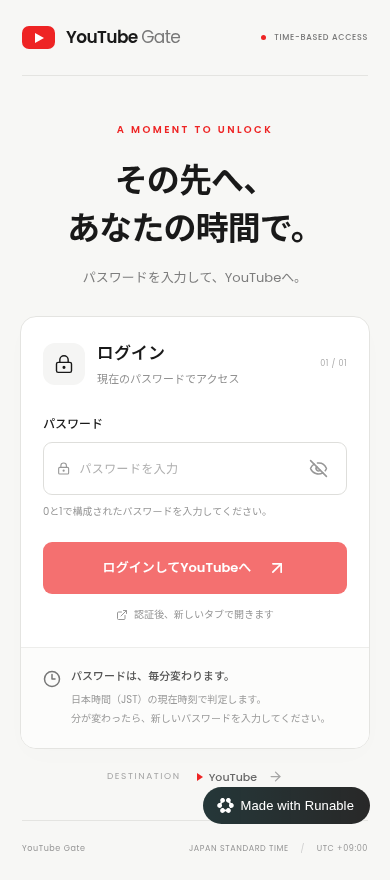 YouTube Gate
TIME-BASED ACCESS
A MOMENT TO UNLOCK
その先へ、
あなたの時間で。
パスワードを入力して、YouTubeへ。
ログイン
01 / 01
現在のパスワードでアクセス
パスワード
パスワードを入力
0と1で構成されたパスワードを入力してください。
ログインしてYouTubeへ
認証後、新しいタブで開きます
パスワードは、毎分変わります。
日本時間（JST）の現在時刻で判定します。
分が変わったら、新しいパスワードを入力してください。
DESTINATION YouTube
Made with Runable
YouTube Gate
JAPAN STANDARD TIME / UTC +09:00